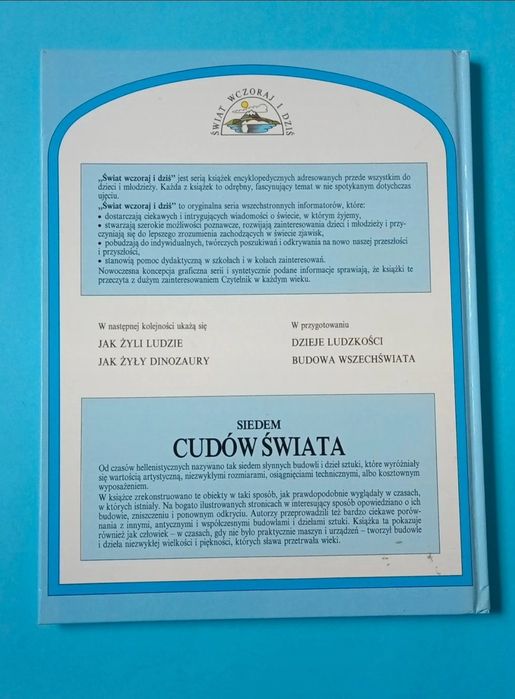 ŚWIAT WCZORAJ I DZIŚ
„Świat wczoraj i dziś” jest serią książek encyklopedycznych adresowanych przede wszystkim do
dzieci i młodzieży. Każda z książek to odrębny, fascynujący temat w nie spotykanym dotychczas
ujęciu.
„Świat wczoraj i dziś” to oryginalna seria wszechstronnych informatorów, które:
• dostarczają ciekawych i intrygujących wiadomości o świecie, w którym żyjemy,
• stwarzają szerokie możliwości poznawcze, rozwijają zainteresowania dzieci i młodzieży i przy-
czyniają się do lepszego zrozumienia zachodzących w świecie zjawisk,
• pobudzają do indywidualnych, twórczych poszukiwań i odkrywania na nowo naszej przeszłości
i przyszłości,
• stanowią pomoc dydaktyczną w szkołach i w kołach zainteresowań.
Nowoczesna koncepcja graficzna serii i syntetycznie podane informacje sprawiają, że książki te
przeczyta z dużym zainteresowaniem Czytelnik w każdym wieku.
W następnej kolejności ukażą się
JAK ŻYLI LUDZIE
JAK ŻYŁY DINOZAURY
W przygotowaniu
DZIEJE LUDZKOŚCI
BUDOWA WSZECHŚWIATA
SIEDEM
CUDÓW ŚWIATA
Od czasów hellenistycznych nazywano tak siedem słynnych budowli i dzieł sztuki, które wyróżniały
się wartością artystyczną, niezwykłymi rozmiarami, osiągnięciami technicznymi, albo kosztownym
wyposażeniem.
W książce zrekonstruowano te obiekty w taki sposób, jak prawdopodobnie wyglądały w czasach,
w których istniały. Na bogato ilustrowanych stronicach w interesujący sposób opowiedziano o ich
budowie, zniszczeniu i ponownym odkryciu. Autorzy przeprowadzili też bardzo ciekawe porów-
nania z innymi, antycznymi i współczesnymi budowlami i dziełami sztuki. Książka ta pokazuje
również jak człowiek – w czasach, gdy nie było praktycznie maszyn i urządzeń – tworzył budowle
i dzieła niezwykłej wielkości i piękności, których sława przetrwała wieki.